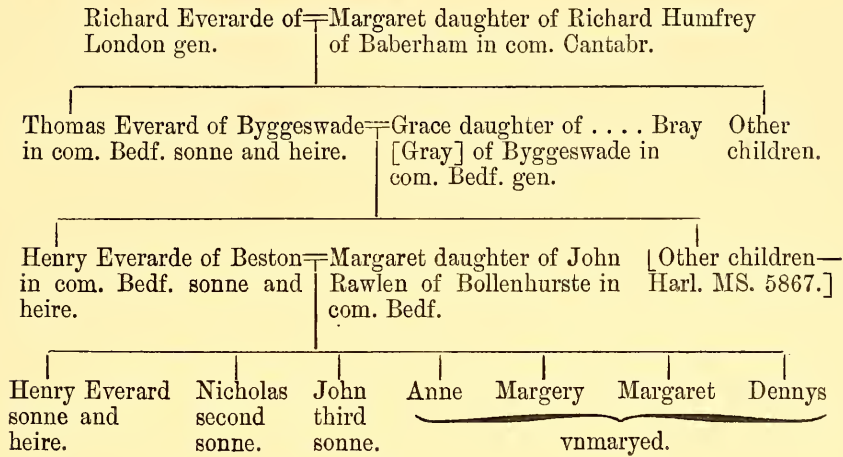 Richard Everarde of Margaret daughter of Richard Humfrey
London gen. of Baberham in com. Cantabr.
Thomas Everard of Byggeswade Grace daughter of . . . . Bray Other
in com. Bedf. sonne and heire. [Gray] of Byggeswade in children.
com. Bedf. gen.
Henry Everarde of Beston Margaret daughter of John [Other children—
in com. Bedf. sonne and Rawlen of Bollenhurste in Harl. MS. 5867.]
heire. com. Bedf.
Henry Everard Nicholas John Anne Margery Margaret Dennys
sonne and second third
heire. sonne. sonne. vnmaryed.